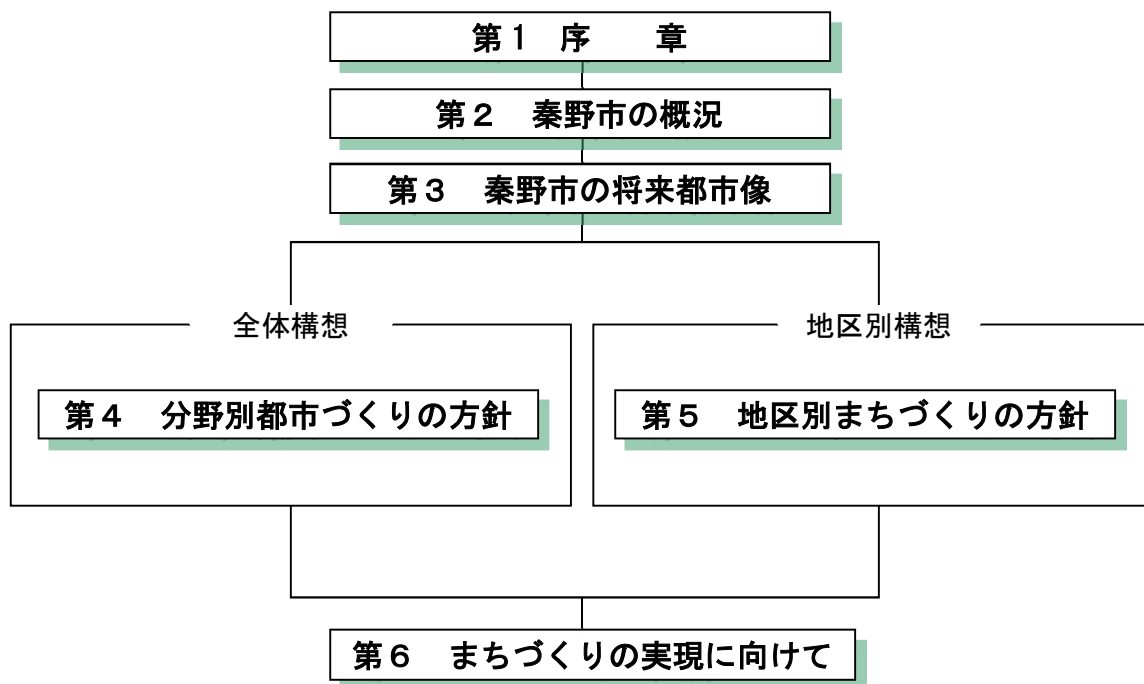 第１　序　　章
第２　秦野市の概況
第３　秦野市の将来都市像
全体構想
地区別構想
第４　分野別都市づくりの方針
第５　地区別まちづくりの方針
第６　まちづくりの実現に向けて